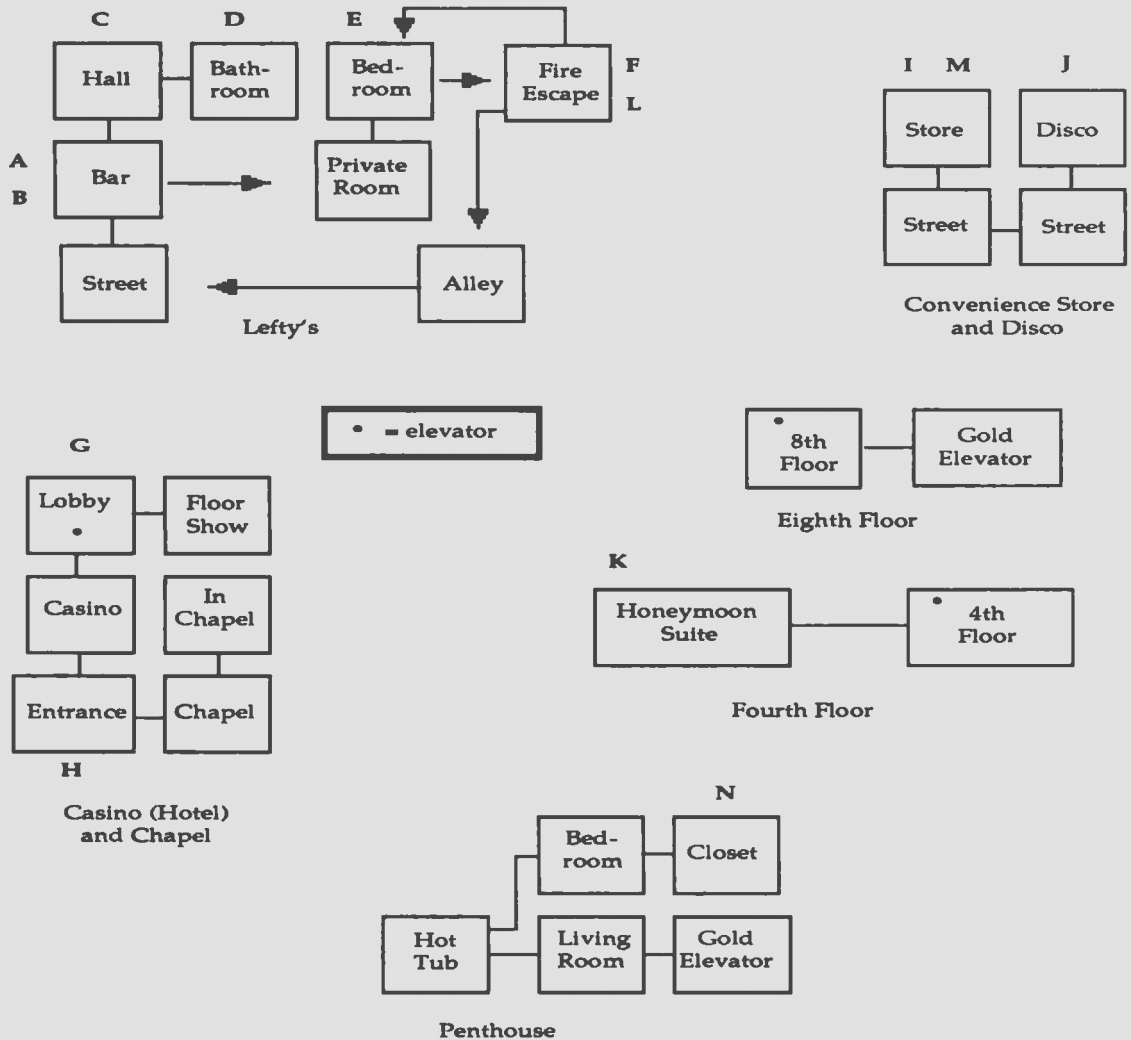 C D E
Hall
Bath-
room
Bed-
room
Fire
Escape
F
L
I M J
Store
Disco
A
B
Bar
Private
Room
Street
Street
Street
Alley
Lefty's
Convenience Store
and Disco
• = elevator
G
Lobby
•
Floor
Show
•
8th
Floor
Gold
Elevator
Eighth Floor
K
Casino
In
Chapel
Honeymoon
Suite
•
4th
Floor
Entrance
Chapel
Fourth Floor
H
Casino (Hotel)
and Chapel
N
Bed-
room
Closet
Hot
Tub
Living
Room
Gold
Elevator
Penthouse